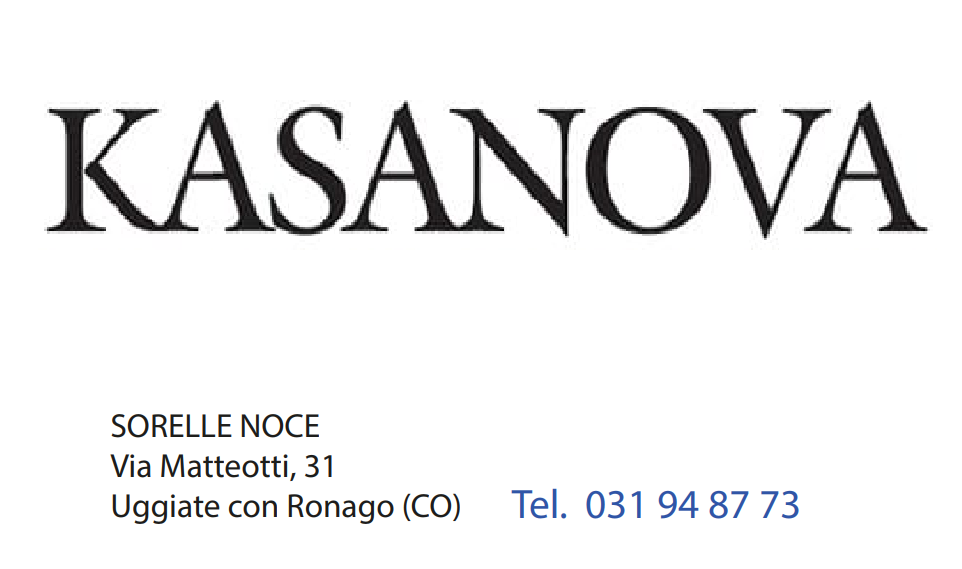 KASANOVA
SORELLE NOCE
Via Matteotti, 31
Uggiate con Ronago (CO)
Tel. 031 94 87 73